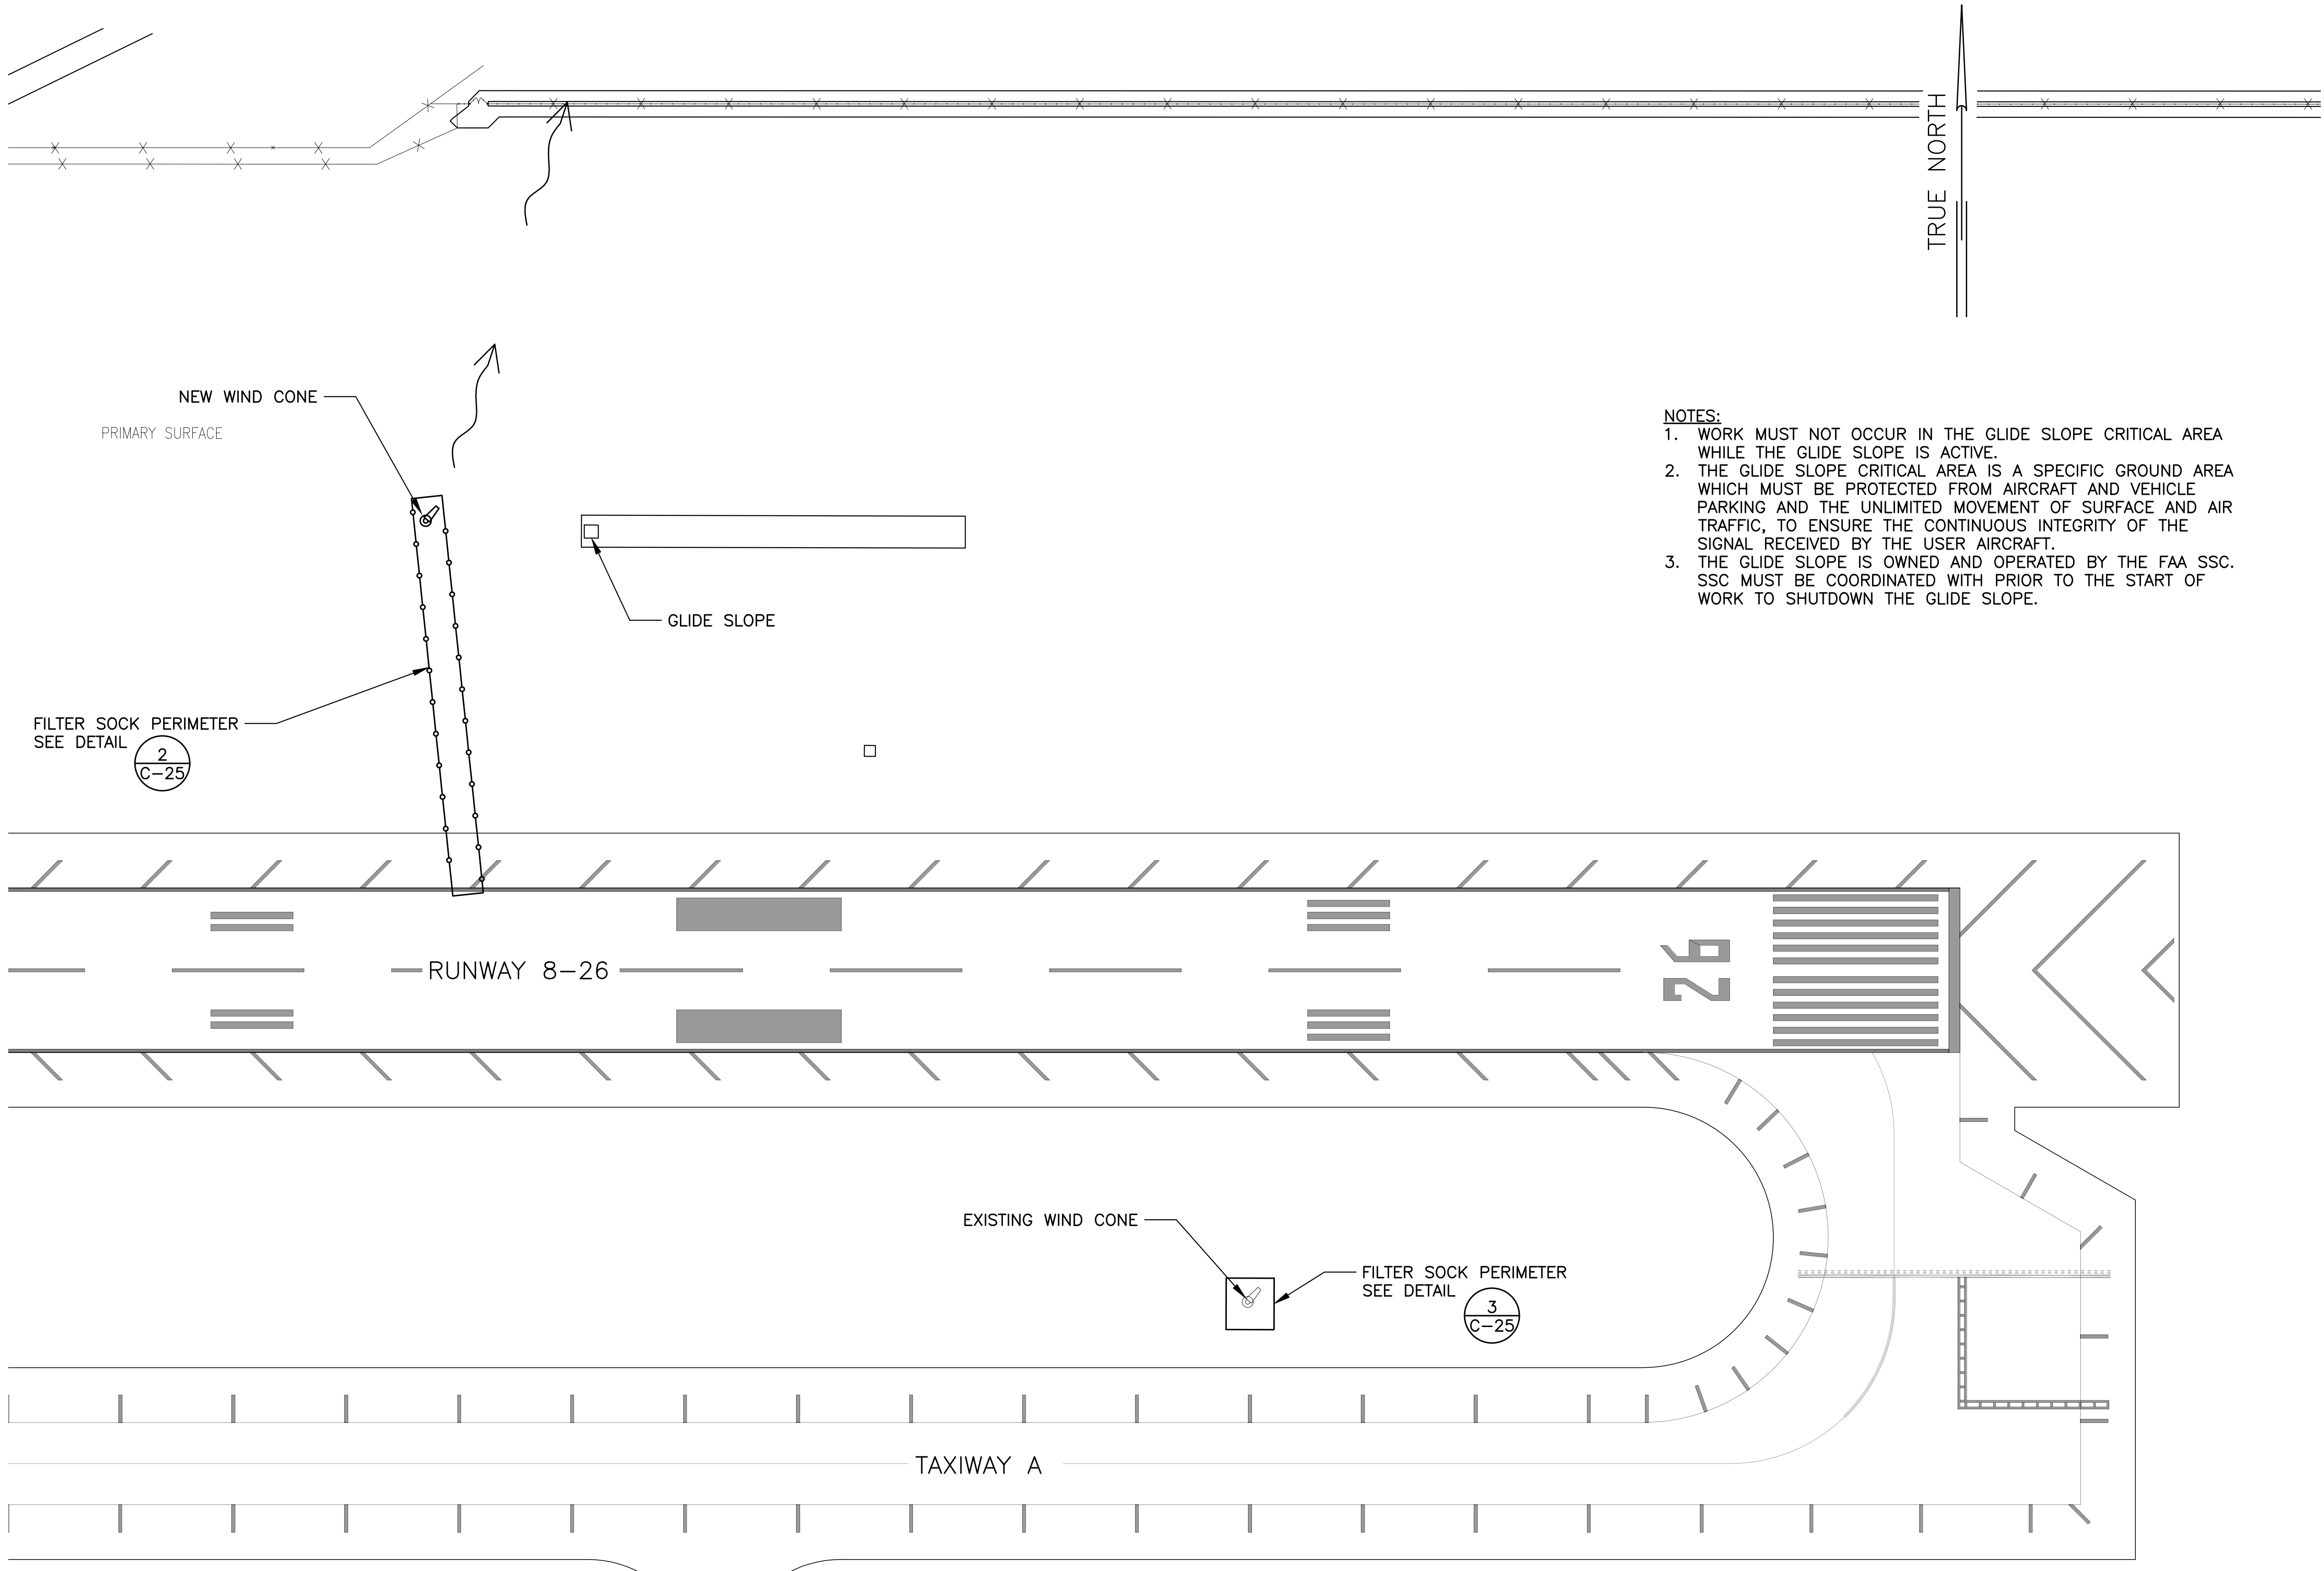 TRUE NORTH
NEW WIND CONE
PRIMARY SURFACE
NOTES:
1. WORK MUST NOT OCCUR IN THE GLIDE SLOPE CRITICAL AREA
WHILE THE GLIDE SLOPE IS ACTIVE.
2. THE GLIDE SLOPE CRITICAL AREA IS A SPECIFIC GROUND AREA
WHICH MUST BE PROTECTED FROM AIRCRAFT AND VEHICLE
PARKING AND THE UNLIMITED MOVEMENT OF SURFACE AND AIR
TRAFFIC, TO ENSURE THE CONTINUOUS INTEGRITY OF THE
SIGNAL RECEIVED BY THE USER AIRCRAFT.
3. THE GLIDE SLOPE IS OWNED AND OPERATED BY THE FAA SSC.
SSC MUST BE COORDINATED WITH PRIOR TO THE START OF
WORK TO SHUTDOWN THE GLIDE SLOPE.
GLIDE SLOPE
FILTER SOCK PERIMETER
SEE DETAIL
2
C-25
RUNWAY 8-26
26
EXISTING WIND CONE
FILTER SOCK PERIMETER
SEE DETAIL
3
C-25
TAXIWAY A